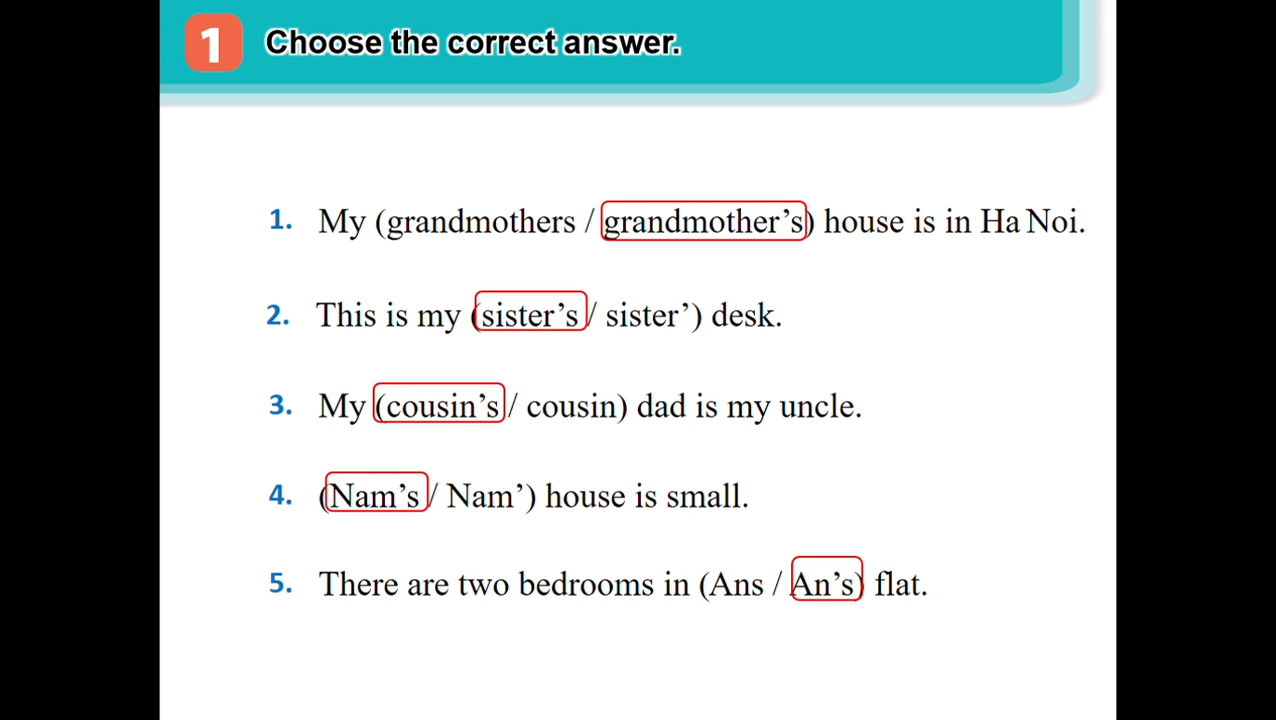 1 Choose the correct answer.
1. My (grandmothers / grandmother’s) house is in Ha Noi.
2. This is my (sister’s / sister’) desk.
3. My (cousin’s / cousin) dad is my uncle.
4. (Nam’s / Nam’) house is small.
5. There are two bedrooms in (Ans / An’s) flat.